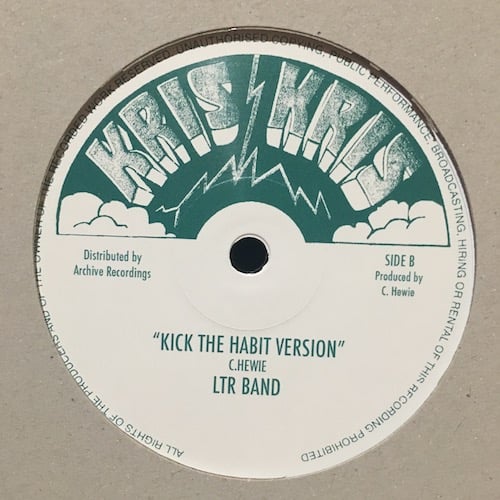 ALL RIGHTS OF THE PRODUCERS AND OF THE OWNER OF THE RECORDED WORK RESERVED. UNAUTHORISED COPYING, PUBLIC PERFORMANCE, BROADCASTING, HIRING OR RENTAL OF THIS RECORDING PROHIBITED
KRIS KRIS
Distributed by
Archive Recordings
SIDE B
Produced by
C. Hewie
"KICK THE HABIT VERSION"
C.HEWIE
LTR BAND